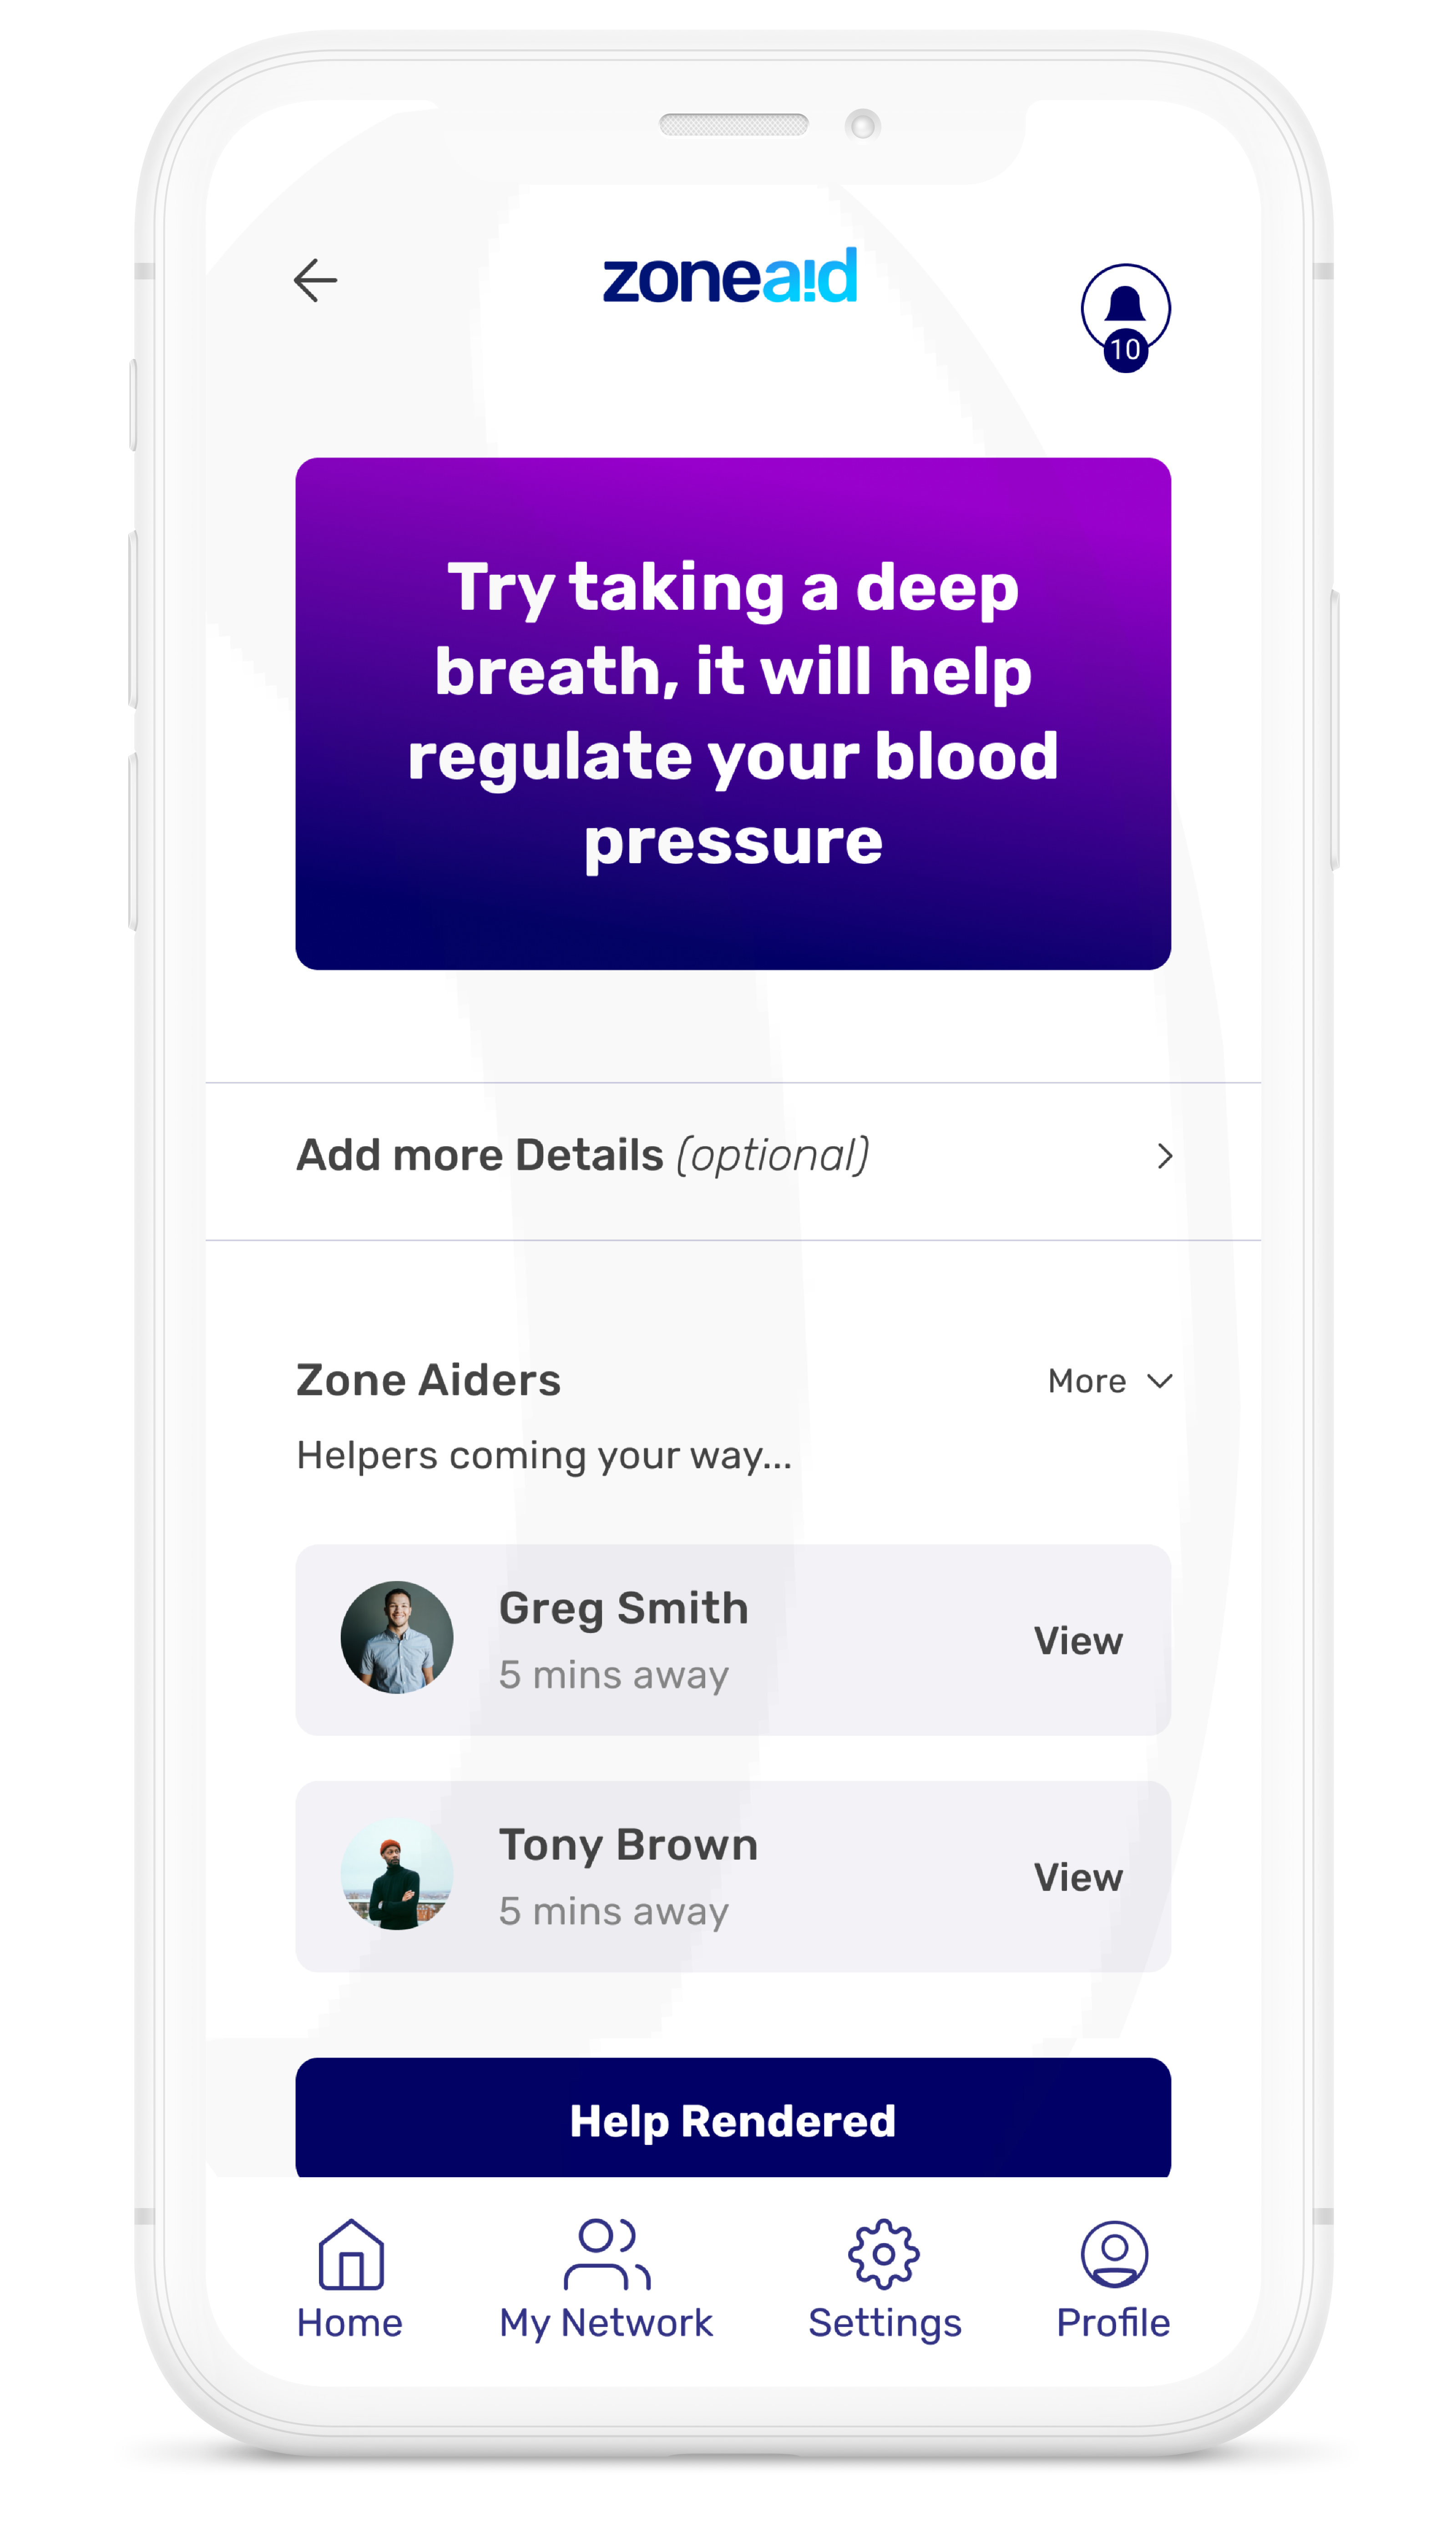 zoneaid
10
Try taking a deep
breath, it will help
regulate your blood
pressure
Add more Details (optional)
Zone Aiders
More
Helpers coming your way...
Greg Smith
5 mins away
View
Tony Brown
5 mins away
View
Help Rendered
Home
My Network
Settings
Profile